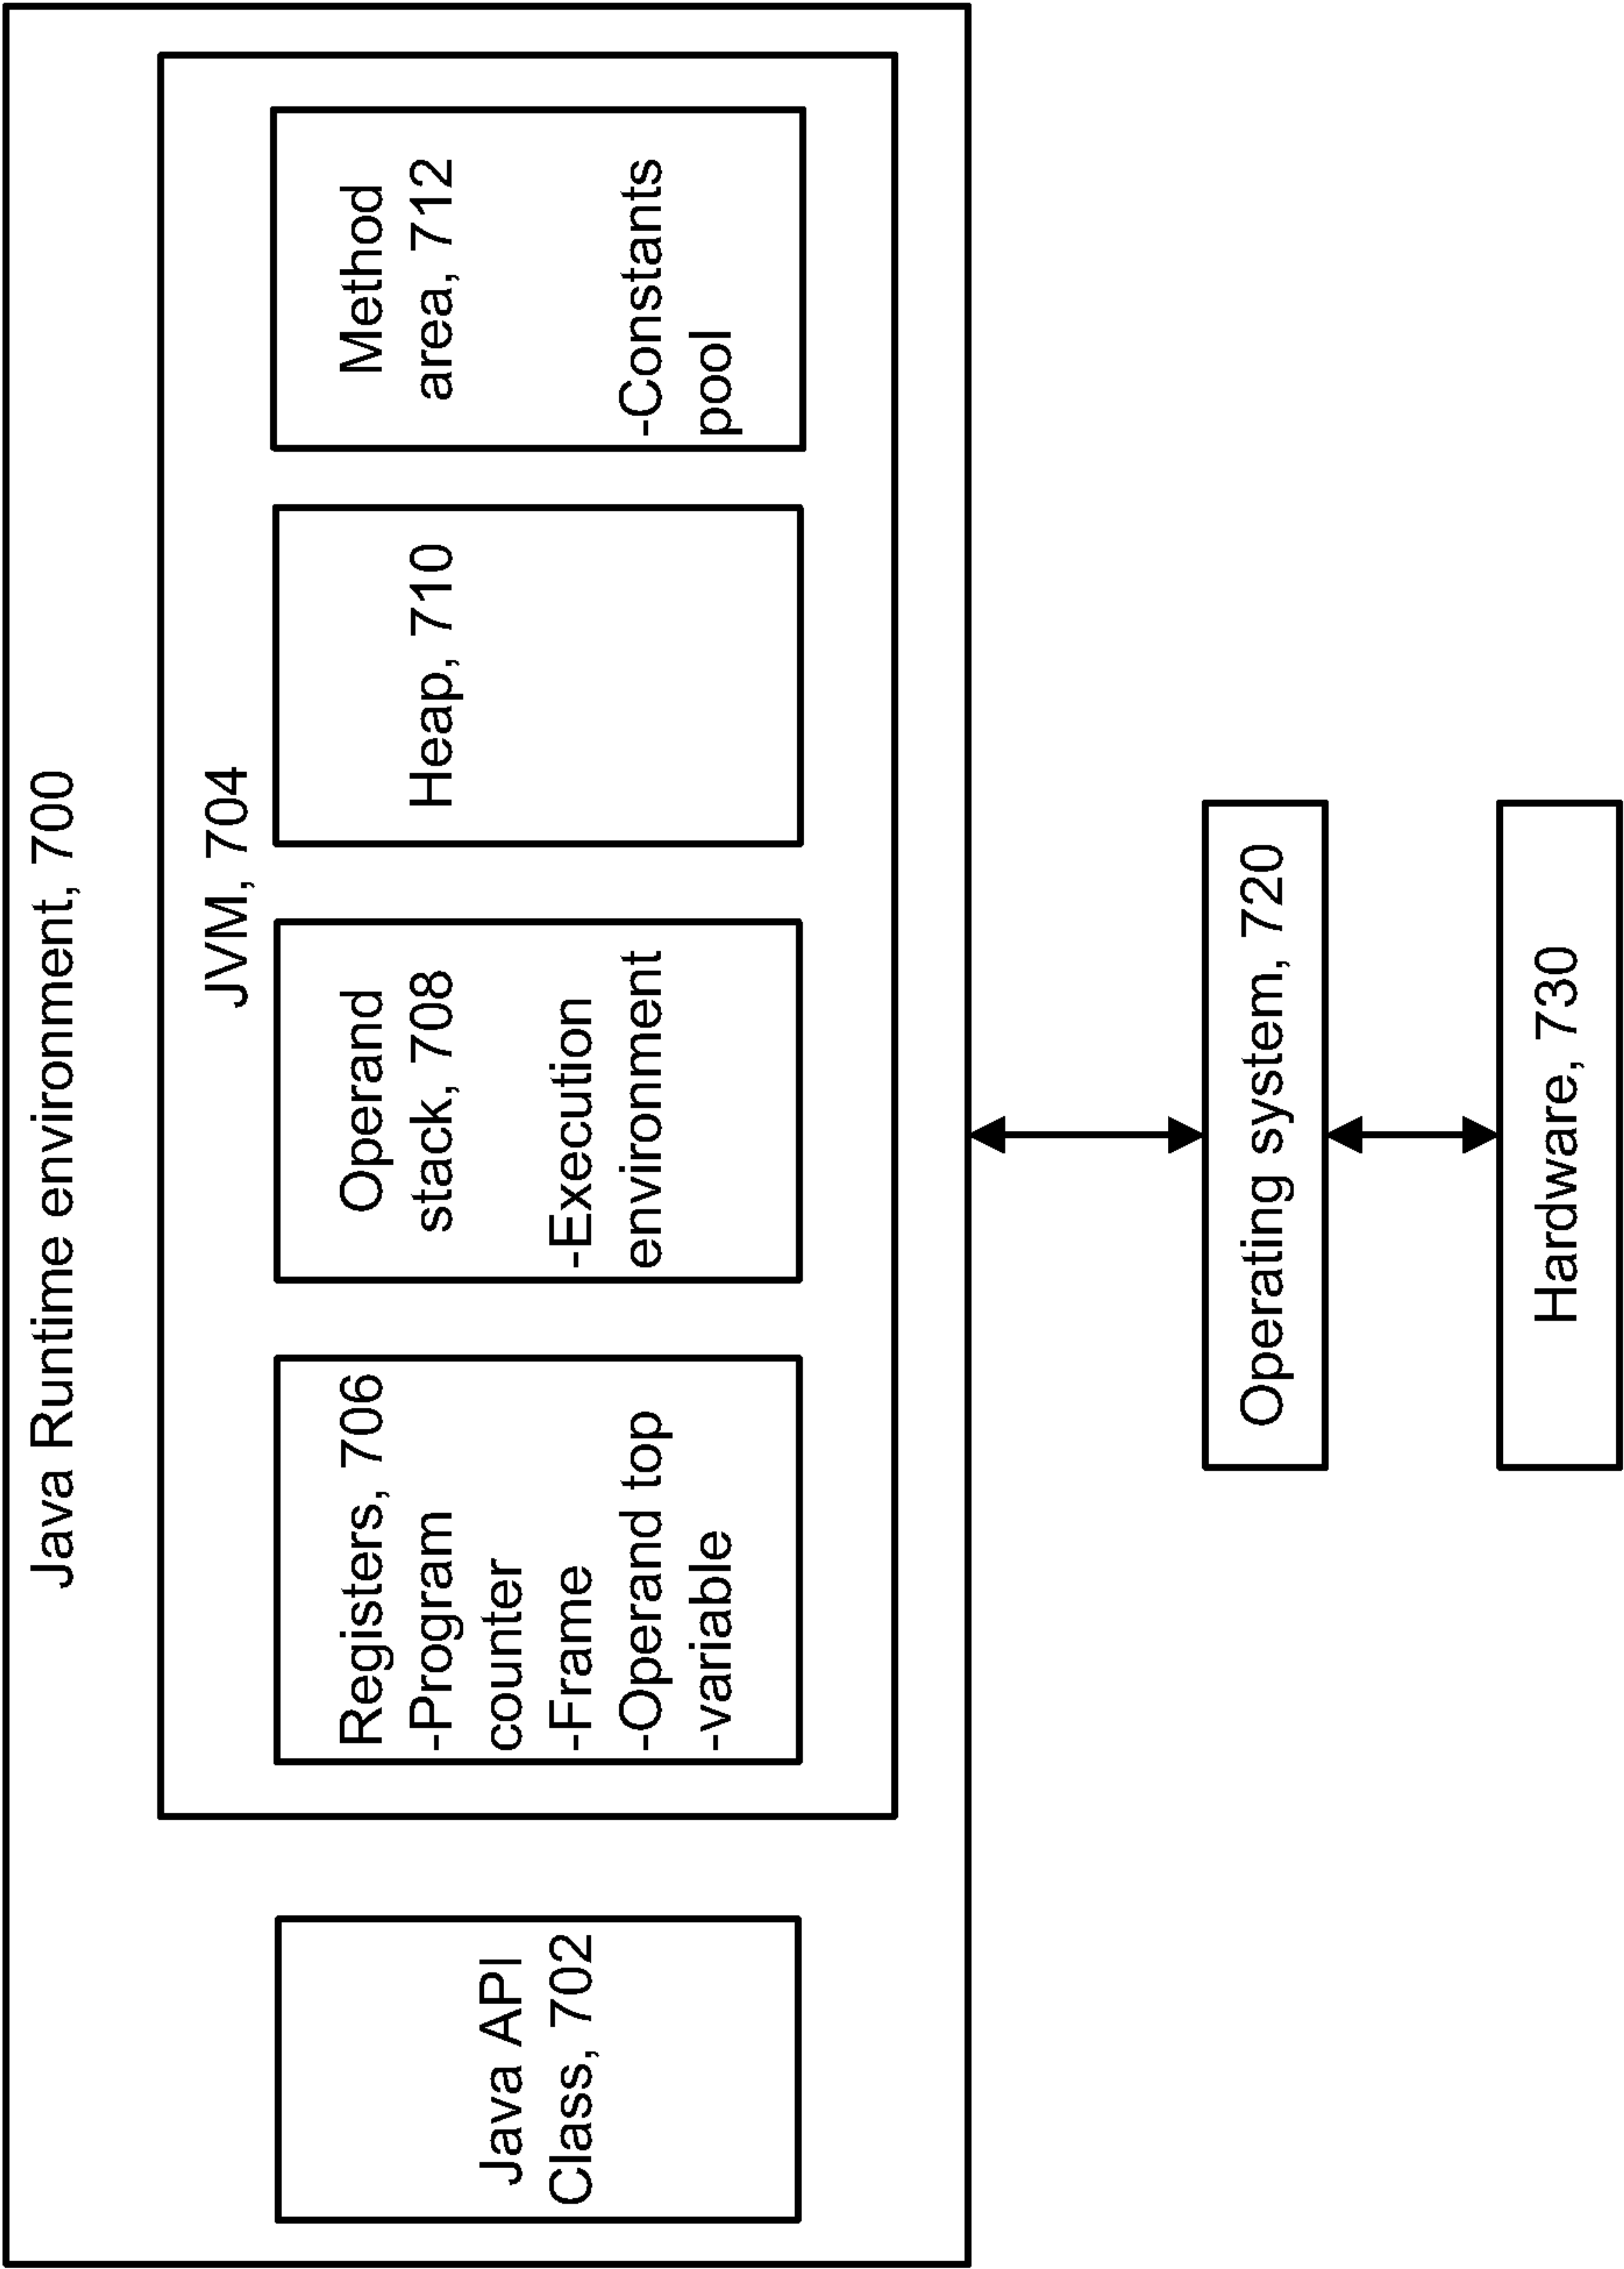 Java Runtime environment, 700
Java API
Class, 702
JVM, 704
Registers, 706
-Program
counter
-Frame
-Operand top
-variable
Operand
stack, 708
-Execution
environment
Heap, 710
Method
area, 712
-Constants
pool
Operating system, 720
Hardware, 730